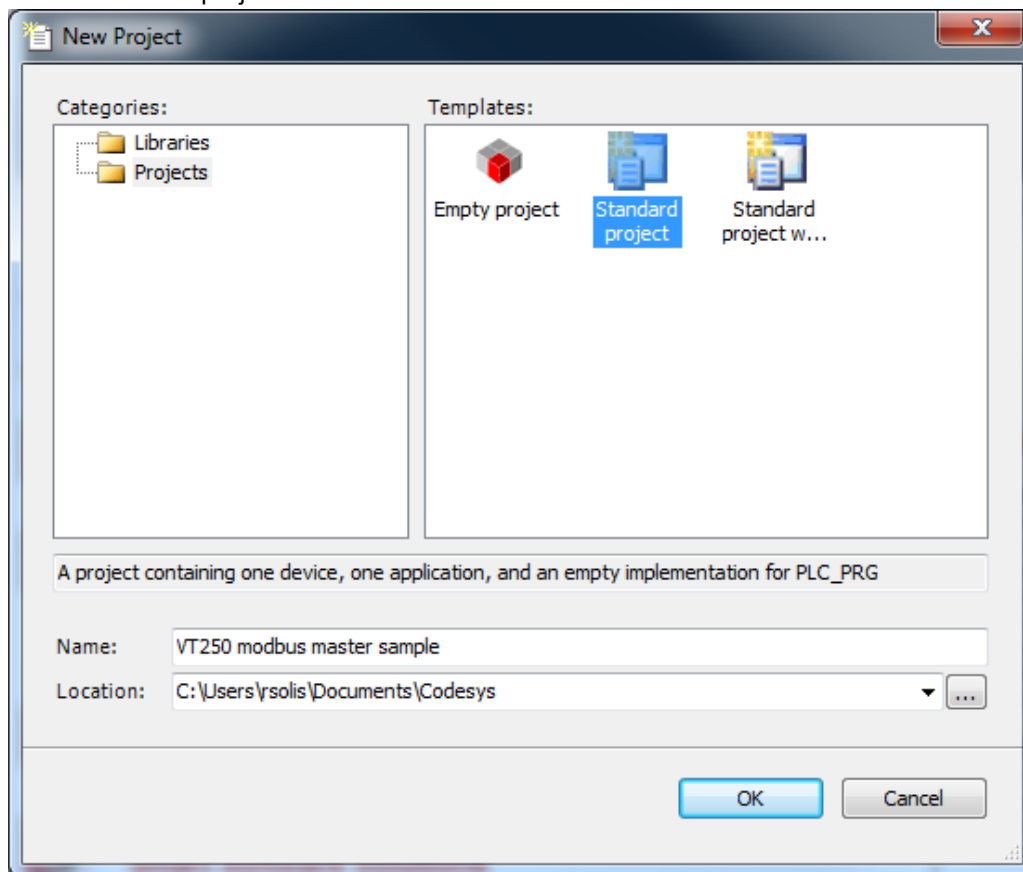 New Project
Categories:
Templates:
Libraries
Projects
Empty project
Standard project
Standard project w...
A project containing one device, one application, and an empty implementation for PLC_PRG
Name:
VT250 modbus master sample
Location:
C:\Users\rsolis\Documents\Codesys
...
OK
Cancel